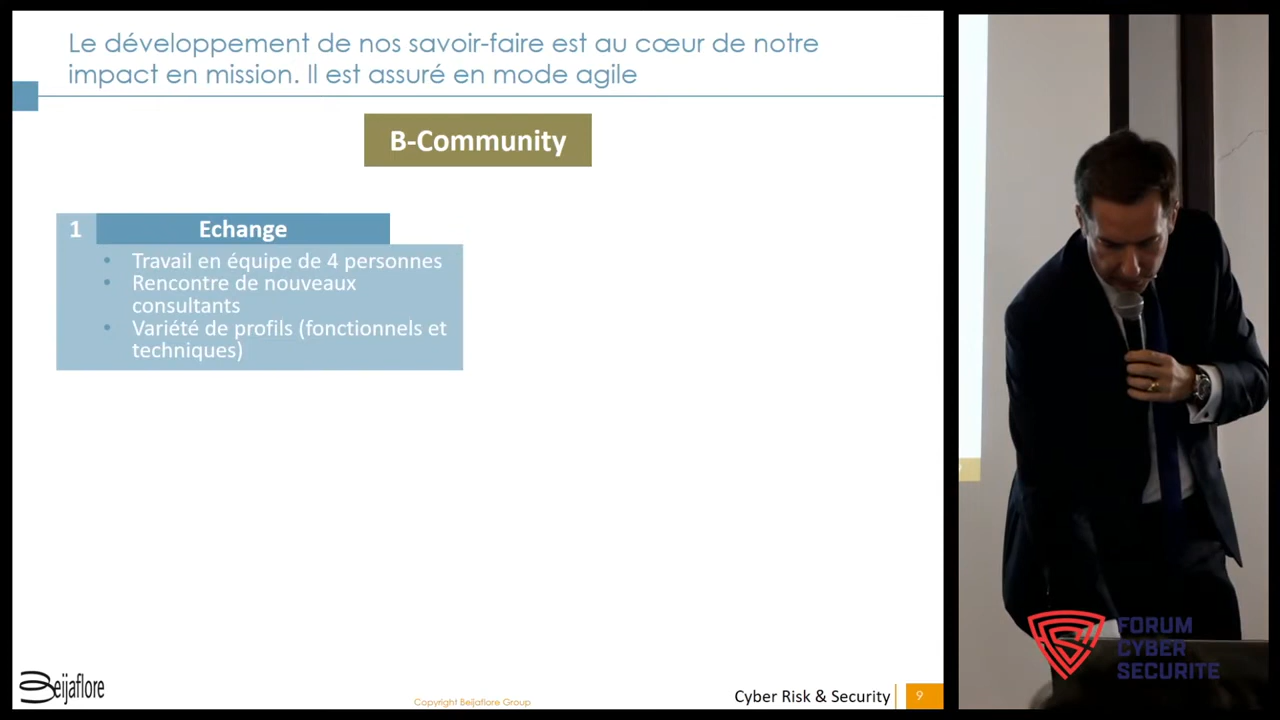 Le développement de nos savoir-faire est au cœur de notre
impact en mission. Il est assuré en mode agile
B-Community
1 Echange
• Travail en équipe de 4 personnes
• Rencontre de nouveaux
consultants
• Variété de profils (fonctionnels et
techniques)
Beijaflore
Copyright Beijaflore Group
Cyber Risk & Security
9
FORUM
CYBER
SECURITE